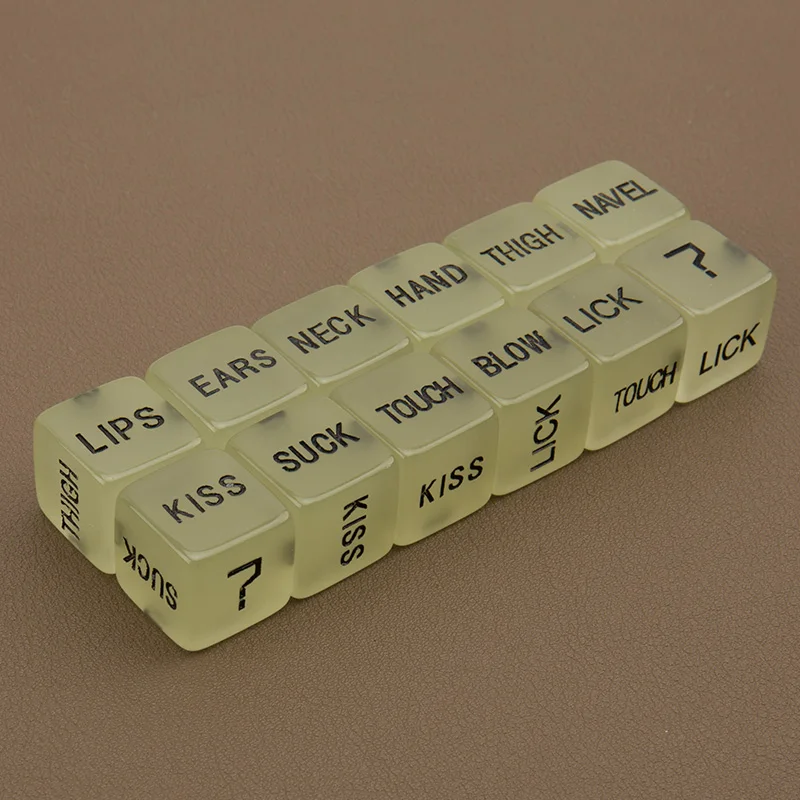 LIPS
EARS
NECK
HAND
THIGH
NAVEL
KISS
SUCK
TOUCH
BLOW
LICK
?
THIGH
SUCK
?
KISS
KISS
LICK
TOUCH
LICK